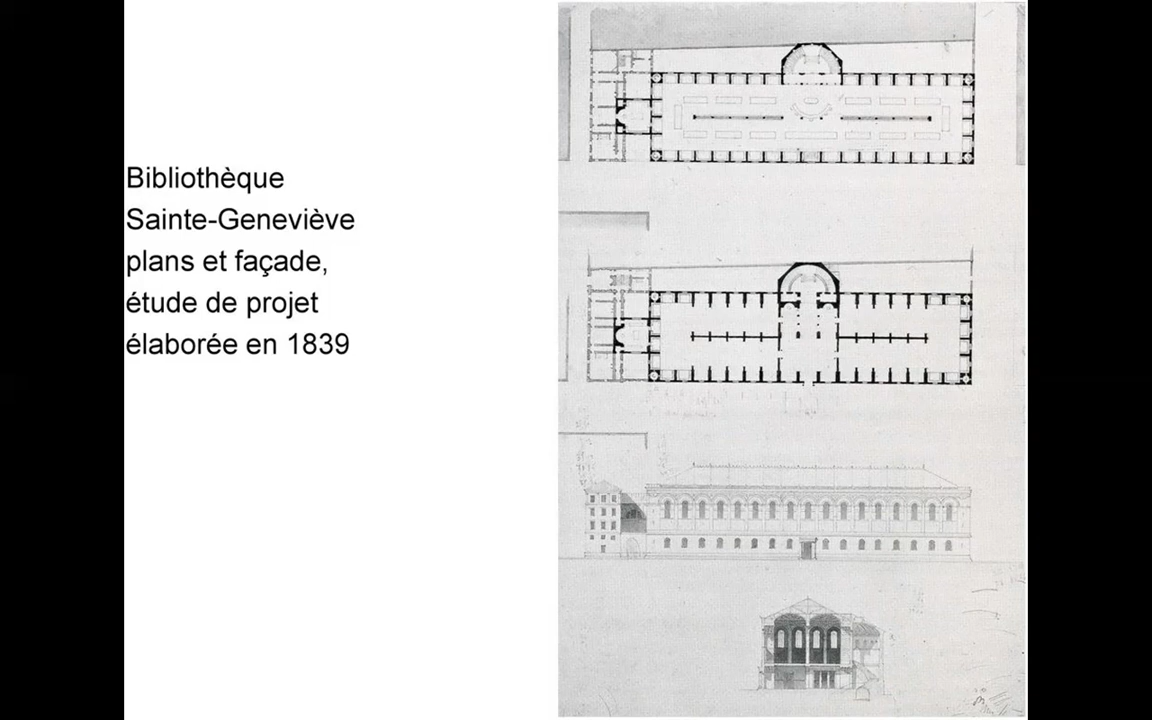 Bibliothèque
Sainte-Geneviève
plans et façade,
étude de projet
élaborée en 1839